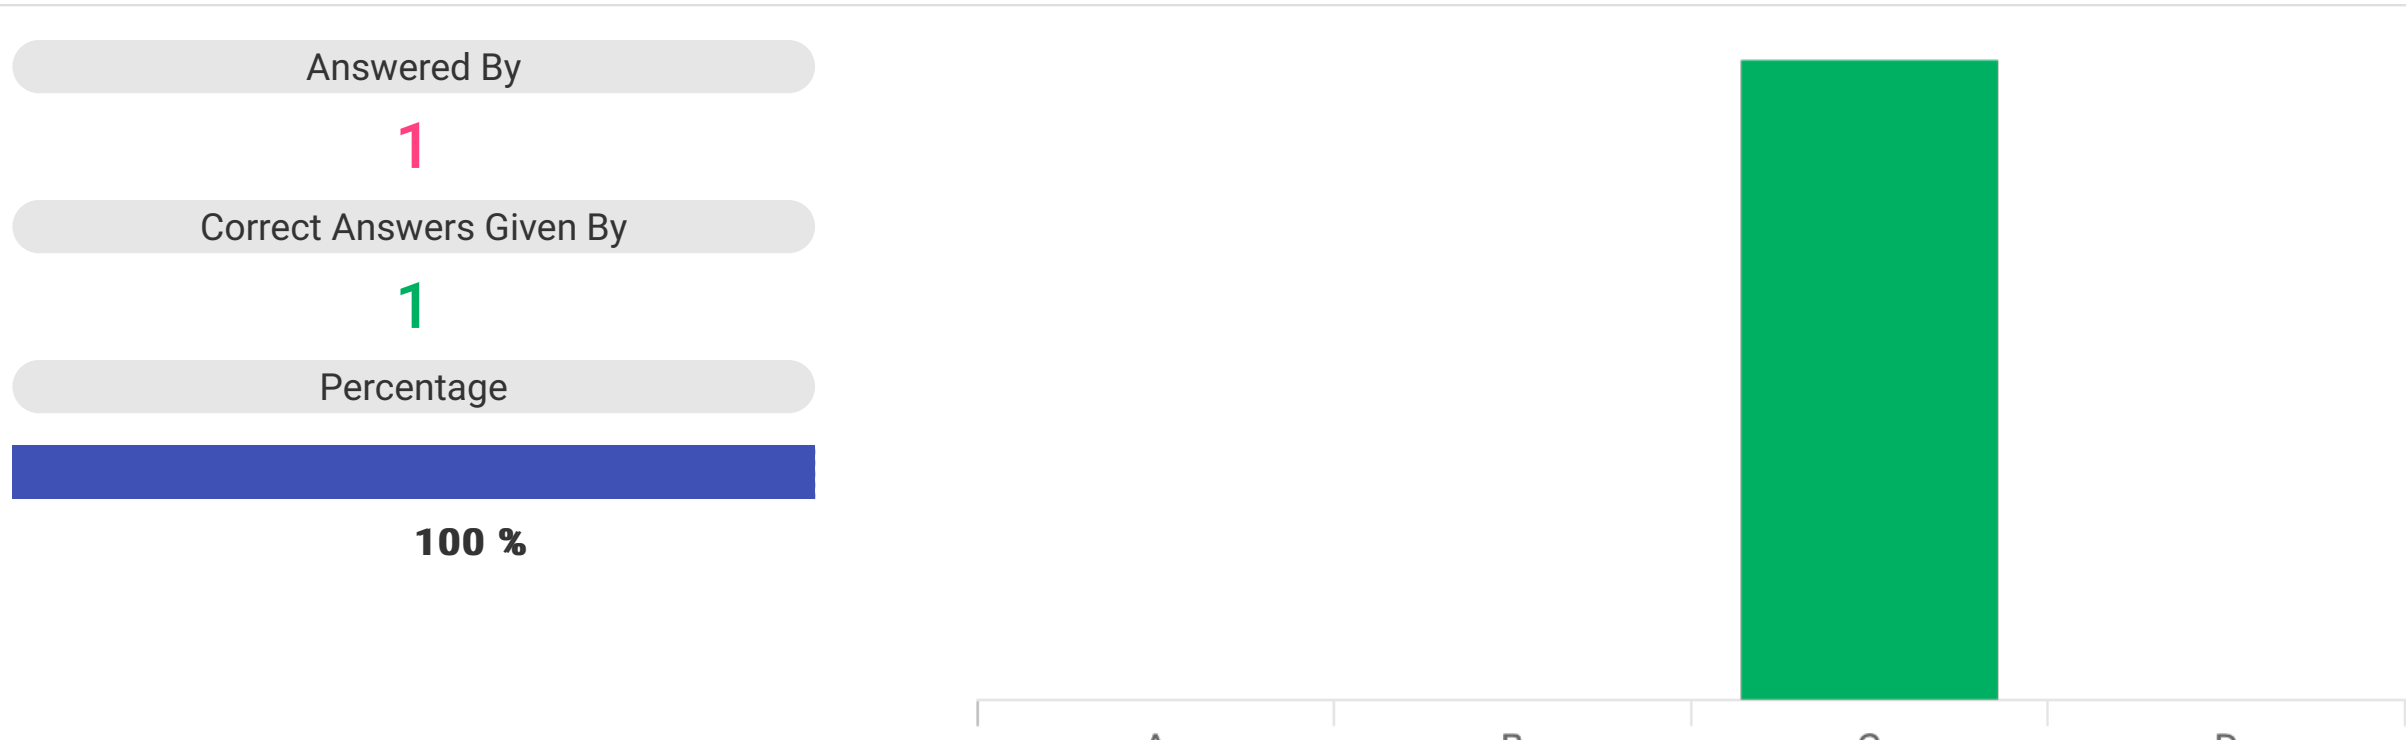 Answered By
1
Correct Answers Given By
1
Percentage
100 %
A B C D